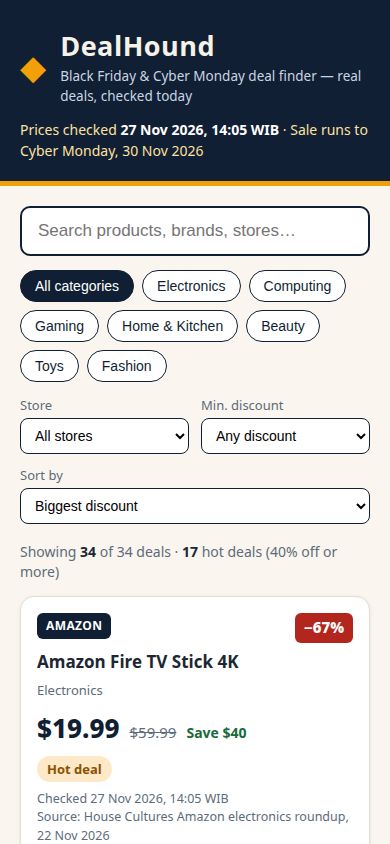 DealHound
Black Friday & Cyber Monday deal finder — real
deals, checked today
Prices checked 27 Nov 2026, 14:05 WIB · Sale runs to
Cyber Monday, 30 Nov 2026
Search products, brands, stores…
All categories Electronics Computing
Gaming Home & Kitchen Beauty
Toys Fashion
Store Min. discount
All stores Any discount
Sort by
Biggest discount
Showing 34 of 34 deals · 17 hot deals (40% off or
more)
AMAZON −67%
Amazon Fire TV Stick 4K
Electronics
$19.99 $59.99 Save $40
Hot deal
Checked 27 Nov 2026, 14:05 WIB
Source: House Cultures Amazon electronics roundup,
22 Nov 2026